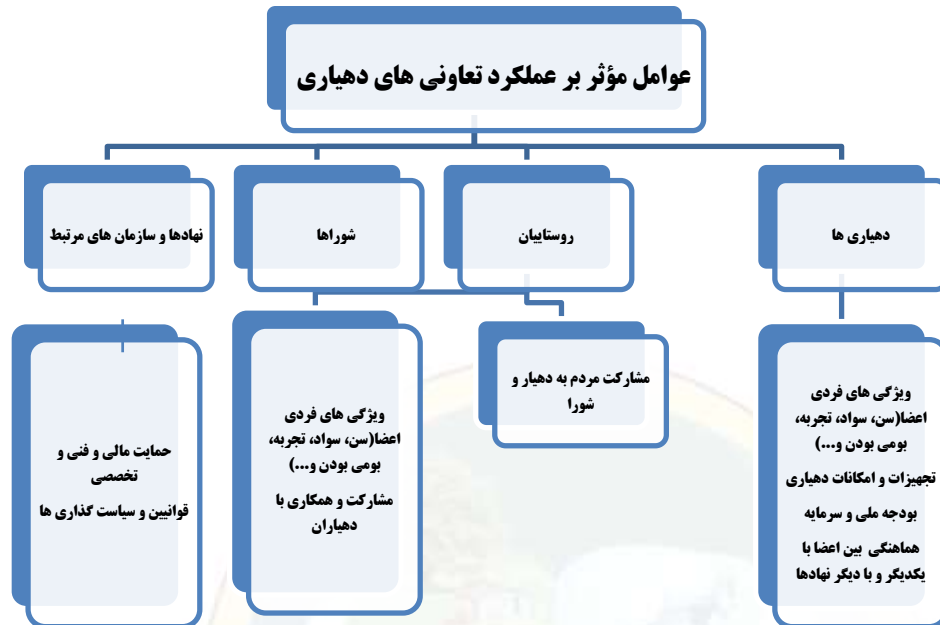 عوامل مؤثر بر عملکرد تعاونی های دهیاری
دهیاری ها
روستاییان
شوراها
نهادها و سازمان های مرتبط
ویژگی های فردی
اعضا(سن، سواد، تجربه،
بومی بودن و...)
تجهیزات و امکانات دهیاری
بودجه ملی و سرمایه
هماهنگی بین اعضا با
یکدیگر و با دیگر نهادها
مشارکت مردم به دهیار و
شورا
ویژگی های فردی
اعضا(سن، سواد، تجربه،
بومی بودن و...)
مشارکت و همکاری با
دهیاران
حمایت مالی و فنی و
تخصصی
قوانیین و سیاست گذاری ها